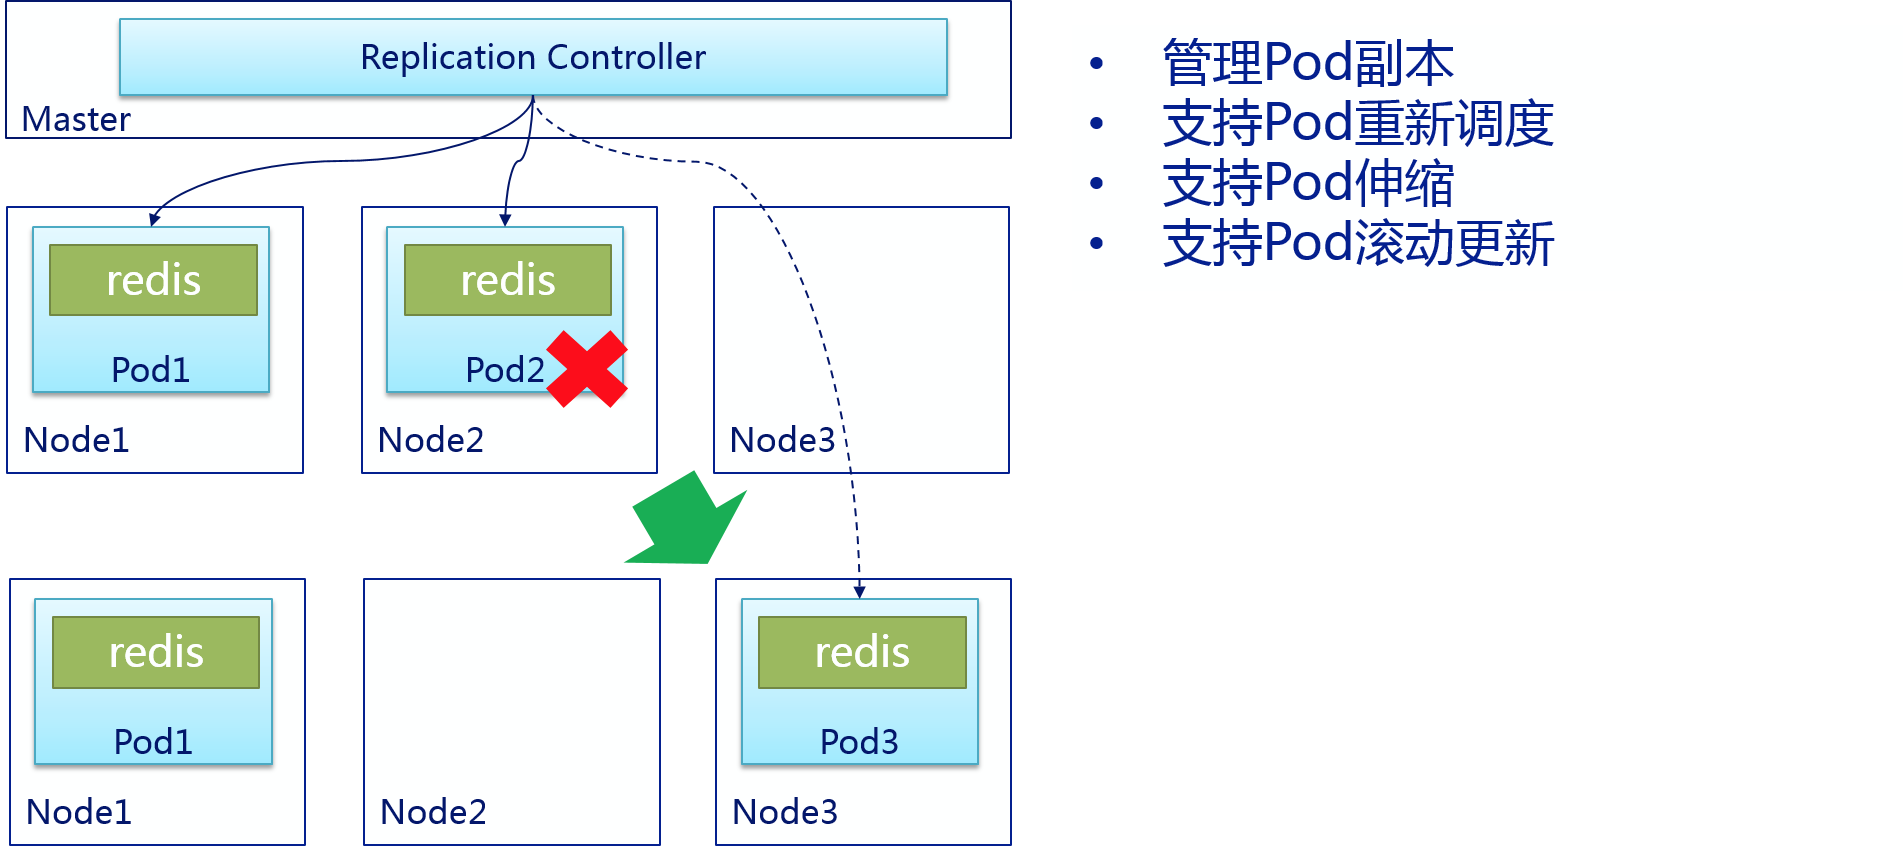 Replication Controller
Master
redis
Pod1
Node1
redis
Pod2
Node2
Node3
redis
Pod1
Node1
Node2
redis
Pod3
Node3
• 管理Pod副本
• 支持Pod重新调度
• 支持Pod伸缩
• 支持Pod滚动更新